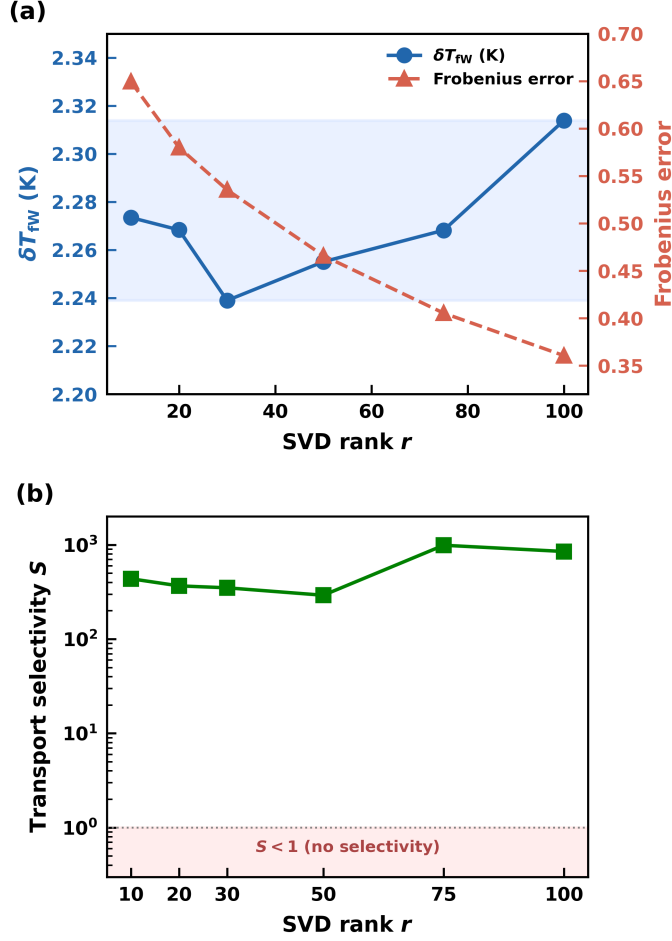 (a)
2.34
2.32
2.30
2.28
2.26
2.24
2.22
2.20
δT_fW (K)
δT_fW (K)
Frobenius error
0.70
0.65
0.60
0.55
0.50
0.45
0.40
0.35
Frobenius error
20 40 60 80 100
SVD rank r
(b)
10³
10²
10¹
10⁰
Transport selectivity S
S < 1 (no selectivity)
10 20 30 50 75 100
SVD rank r